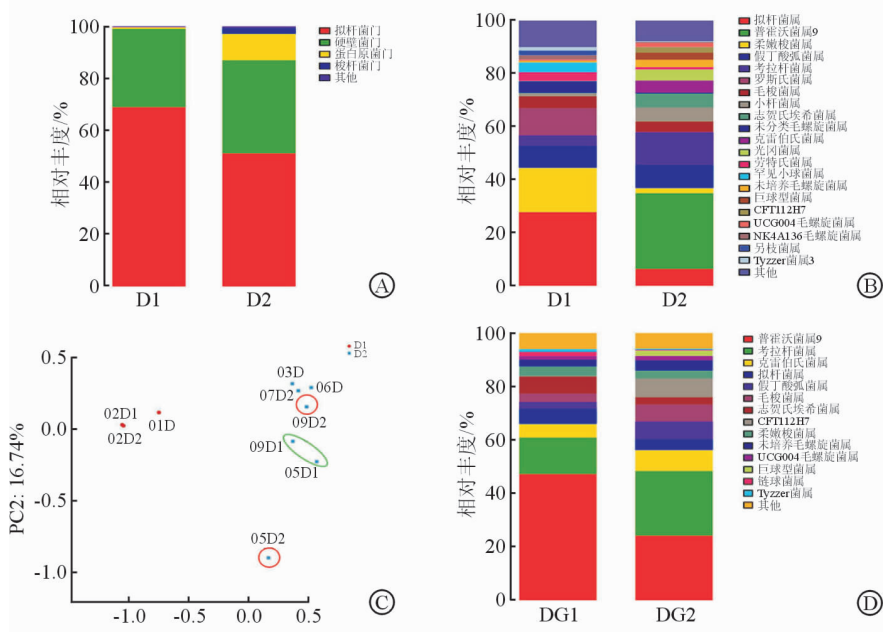 相对丰度/%
100
80
60
40
20
0
D1
D2
拟杆菌门
硬壁菌门
蛋白原菌门
梭杆菌门
其他
A
相对丰度/%
100
80
60
40
20
0
D1
D2
拟杆菌属
普霍沃菌属9
柔嫩梭菌属
假丁酸弧菌属
考拉杆菌属
罗斯氏菌属
毛梭菌属
小杆菌属
志贺氏埃希菌属
未分类毛螺旋菌属
克雷伯氏菌属
光冈菌属
劳特氏菌属
罕见小球菌属
未培养毛螺旋菌属
巨球型菌属
CFT112H7
UCG004毛螺旋菌属
NK4A136毛螺旋菌属
另枝菌属
Tyzzer菌属3
其他
B
PC2: 16.74%
0.5
0.0
-0.5
-1.0
-1.0
-0.5
0.0
0.5
D1
D2
03D
06D
07D2
09D2
02D1
01D
02D2
09D1
05D1
05D2
C
相对丰度/%
100
80
60
40
20
0
DG1
DG2
普霍沃菌属9
考拉杆菌属
克雷伯氏菌属
拟杆菌属
假丁酸弧菌属
毛梭菌属
志贺氏埃希菌属
CFT112H7
柔嫩梭菌属
未培养毛螺旋菌属
UCG004毛螺旋菌属
巨球型菌属
链球菌属
Tyzzer菌属
其他
D